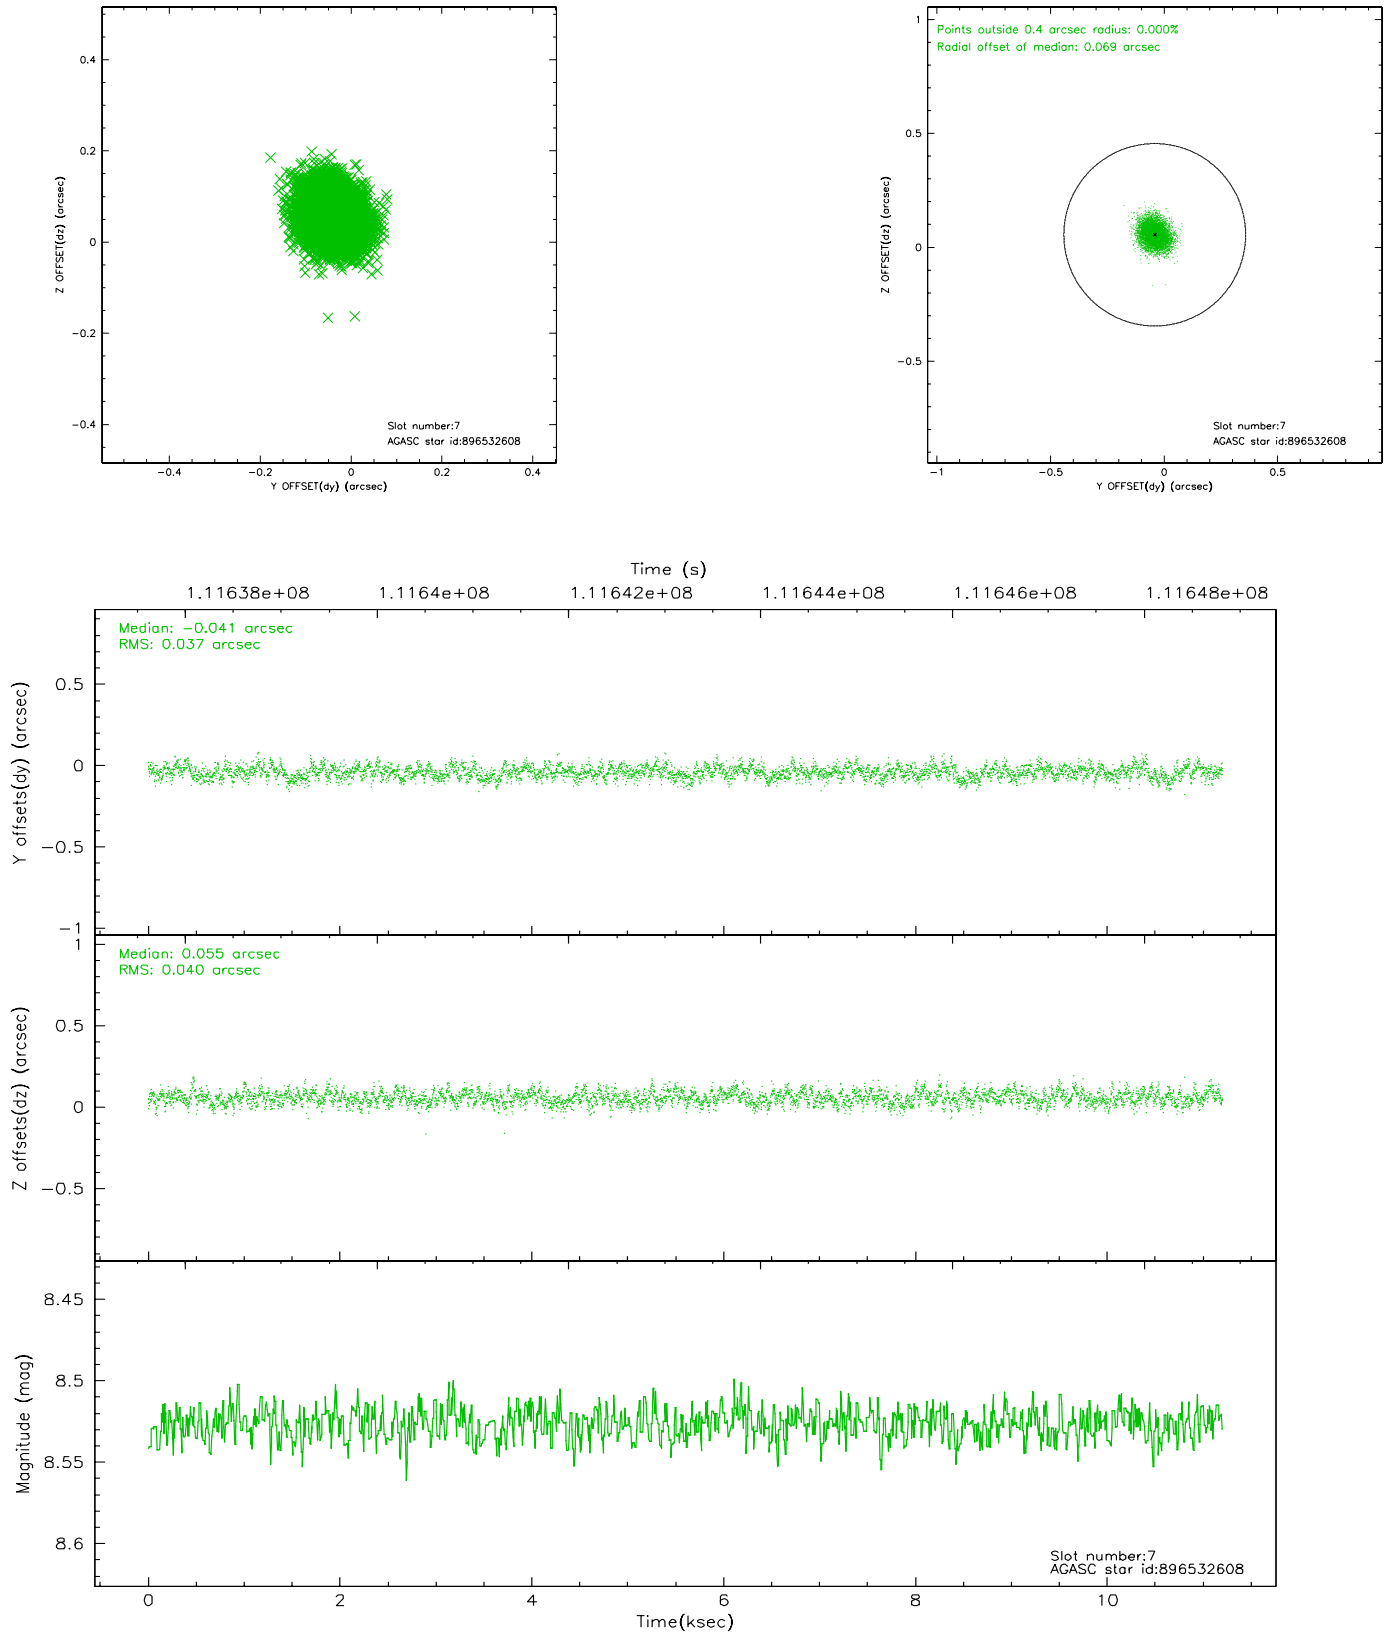 0.4
0.2
0
−0.2
−0.4
Z OFFSET(dz) (arcsec)
Slot number:7
AGASC star id:896532608
−0.4 −0.2 0 0.2 0.4
Y OFFSET(dy) (arcsec)
Points outside 0.4 arcsec radius: 0.000%
Radial offset of median: 0.069 arcsec
1
0.5
0
−0.5
Z OFFSET(dz) (arcsec)
Slot number:7
AGASC star id:896532608
−1 −0.5 0 0.5
Y OFFSET(dy) (arcsec)
Time (s)
1.11638e+08 1.1164e+08 1.11642e+08 1.11644e+08 1.11646e+08 1.11648e+08
Median: −0.041 arcsec
RMS: 0.037 arcsec
0.5
0
−0.5
−1
Y offsets(dy) (arcsec)
Median: 0.055 arcsec
RMS: 0.040 arcsec
1
0.5
0
−0.5
Z offsets(dz) (arcsec)
8.45
8.5
8.55
8.6
Magnitude (mag)
Slot number:7
AGASC star id:896532608
0 2 4 6 8 10
Time(ksec)